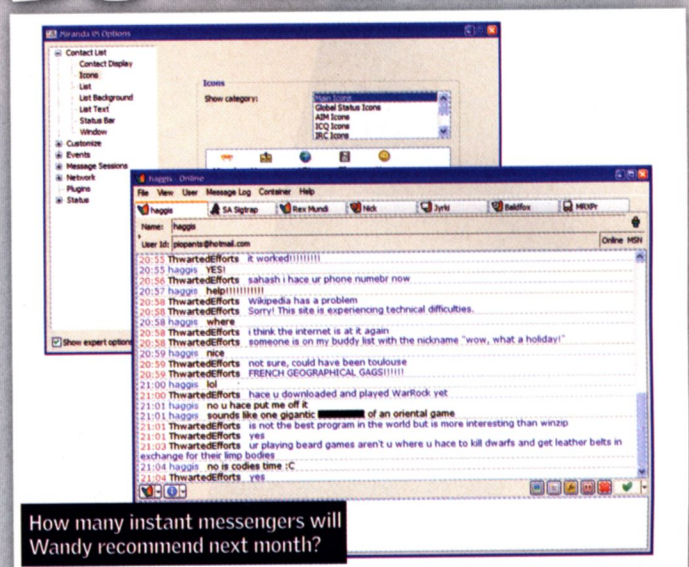 Miranda IM Options
Contact List
Contact Display
Icons
List
List Background
List Text
Status Bar
Window
Customize
Events
Message Sessions
Network
Plugins
Status
Show expert options
Icons
Show category:
Main Icons
Global Status Icons
AIM Icons
ICQ Icons
IRC Icons
haggis - Online
File View User Message Log Container Help
haggis SA Sigtrap Rex Mundi Nick Jyrki Baldfox MRXPr
Name: haggis
User Id: piopants@hotmail.com Online MSN
20:55 ThwartedEfforts it worked!!!!!!!!!
20:55 haggis YES!
20:56 ThwartedEfforts sahash i hace ur phone numebr now
20:57 haggis help!!!!!!!!!!!
20:58 ThwartedEfforts Wikipedia has a problem
20:58 ThwartedEfforts Sorry! This site is experiencing technical difficulties.
20:58 haggis where
20:58 ThwartedEfforts i think the internet is at it again
20:58 ThwartedEfforts someone is on my buddy list with the nickname "wow, what a holiday!"
20:59 haggis nice
20:59 ThwartedEfforts not sure, could have been toulouse
20:59 ThwartedEfforts FRENCH GEOGRAPHICAL GAGS!!!!!!
21:00 haggis lol
21:00 ThwartedEfforts hace u downloaded and played WarRock yet
21:01 haggis no u hace put me off it
21:01 haggis sounds like one gigantic of an oriental game
21:01 ThwartedEfforts is not the best program in the world but is more interesting than winzip
21:01 ThwartedEfforts yes
21:03 ThwartedEfforts ur playing beard games aren't u where u hace to kill dwarfs and get leather belts in
exchange for their limp bodies
21:04 haggis no is codies time :C
21:04 ThwartedEfforts yes
How many instant messengers will
Wandy recommend next month?